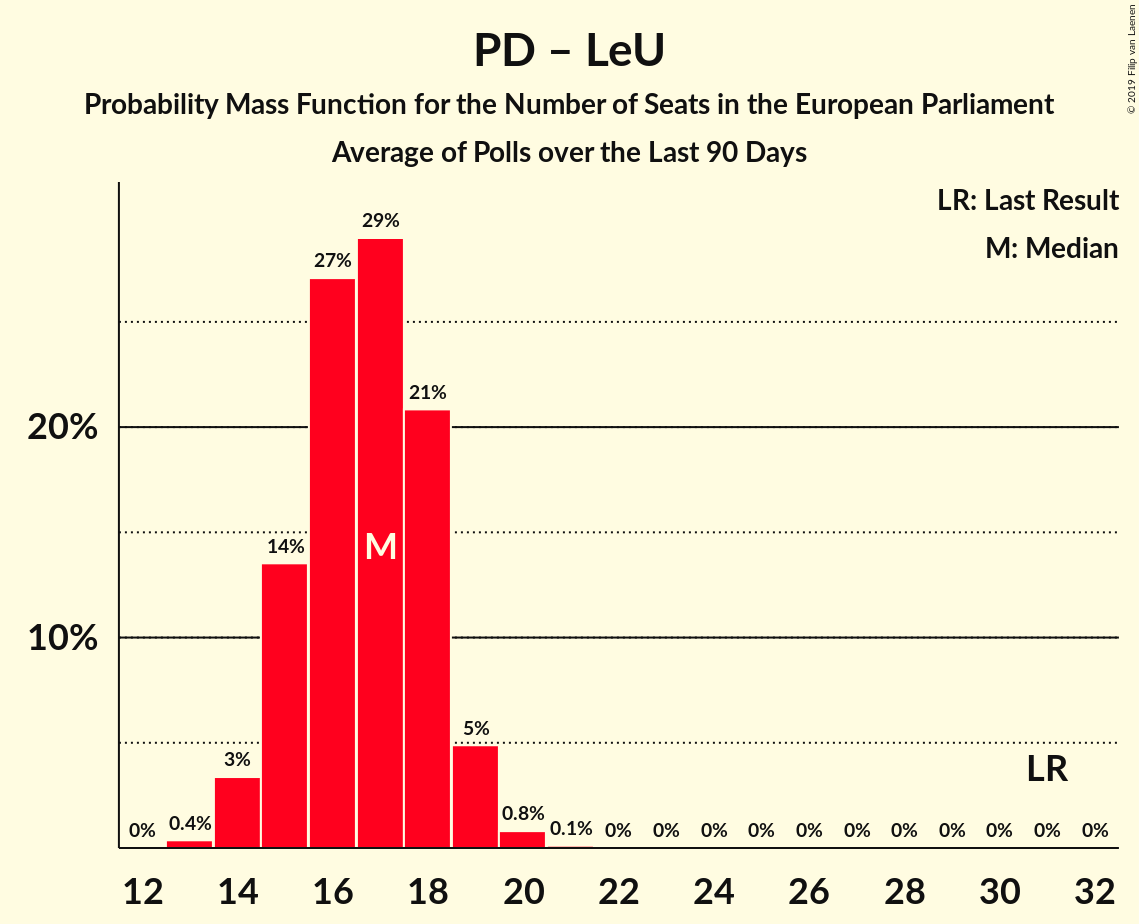 PD – LeU
Probability Mass Function for the Number of Seats in the European Parliament
Average of Polls over the Last 90 Days
© 2019 Filip van Laenen
LR: Last Result
M: Median
29%
27%
21%
20%
14%
M
10%
5%
3%
LR
0%
0.4%
0.8%
0.1%
0% 0% 0% 0% 0% 0% 0% 0% 0% 0% 0%
12 14 16 18 20 22 24 26 28 30 32